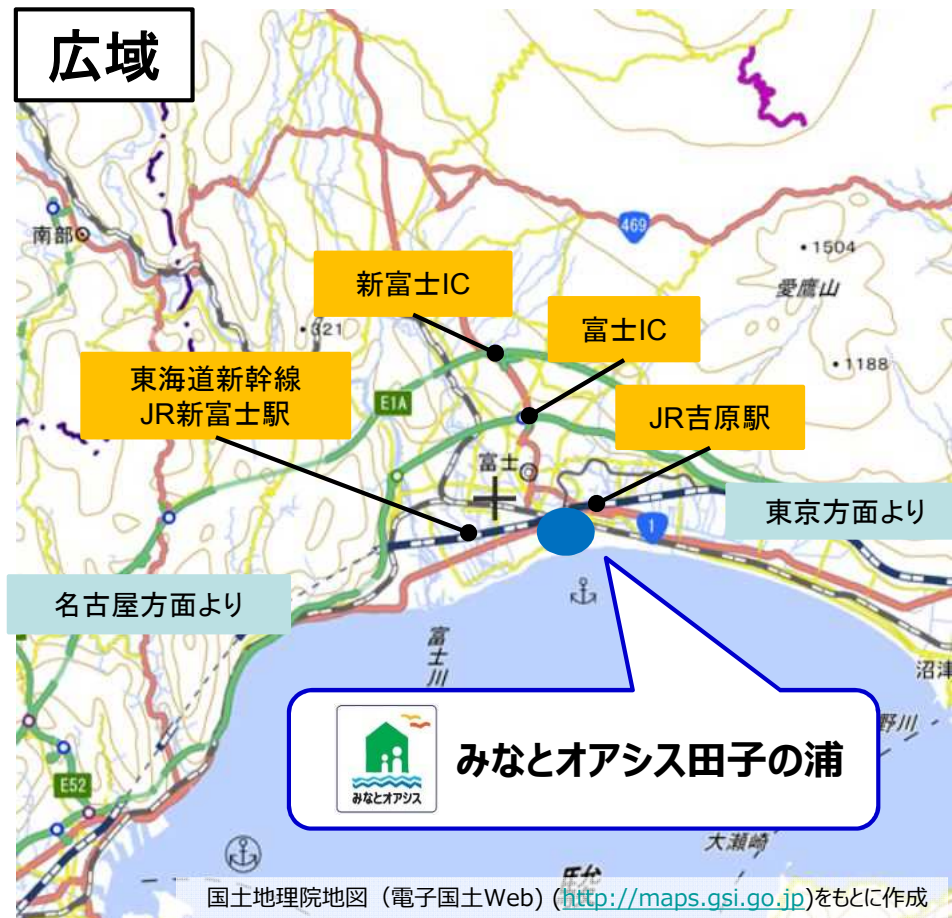 広域
469
南部
・1504
愛鷹山
新富士IC
・321
富士IC
・1188
東海道新幹線
JR新富士駅
E1A
JR吉原駅
富士
東京方面より
1
名古屋方面より
富士川
沼津
野川
みなとオアシス
みなとオアシス田子の浦
E52
大瀬崎
国土地理院地図（電子国土Web) (http://maps.gsi.go.jp)をもとに作成